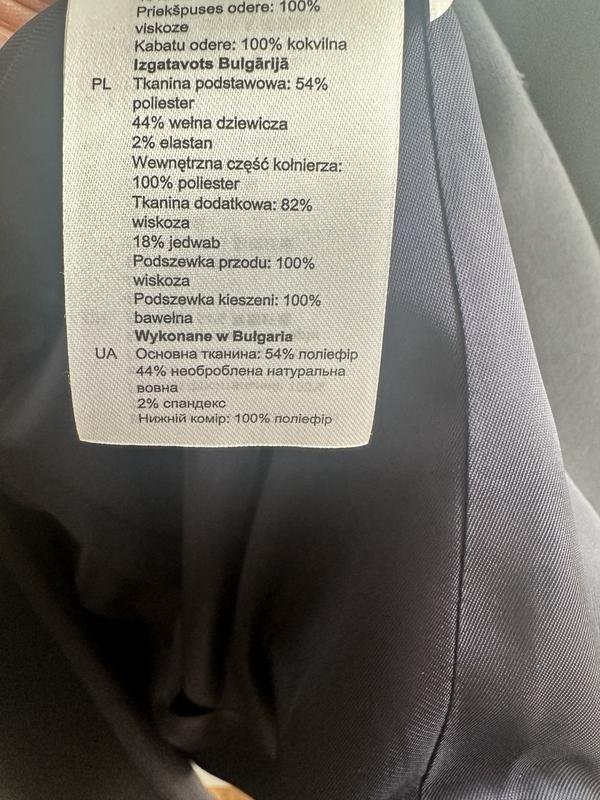 Priekšpuses odere: 100%
viskoze
Kabatu odere: 100% kokvilna
Izgatavots Bulgārijā
PL Tkanina podstawowa: 54%
poliester
44% wełna dziewicza
2% elastan
Wewnętrzna część kołnierza:
100% poliester
Tkanina dodatkowa: 82%
wiskoza
18% jedwab
Podszewka przodu: 100%
wiskoza
Podszewka kieszeni: 100%
bawełna
Wykonane w Bułgaria
UA Основна тканина: 54% поліефір
44% необроблена натуральна
вовна
2% спандекс
Нижній комір: 100% поліефір